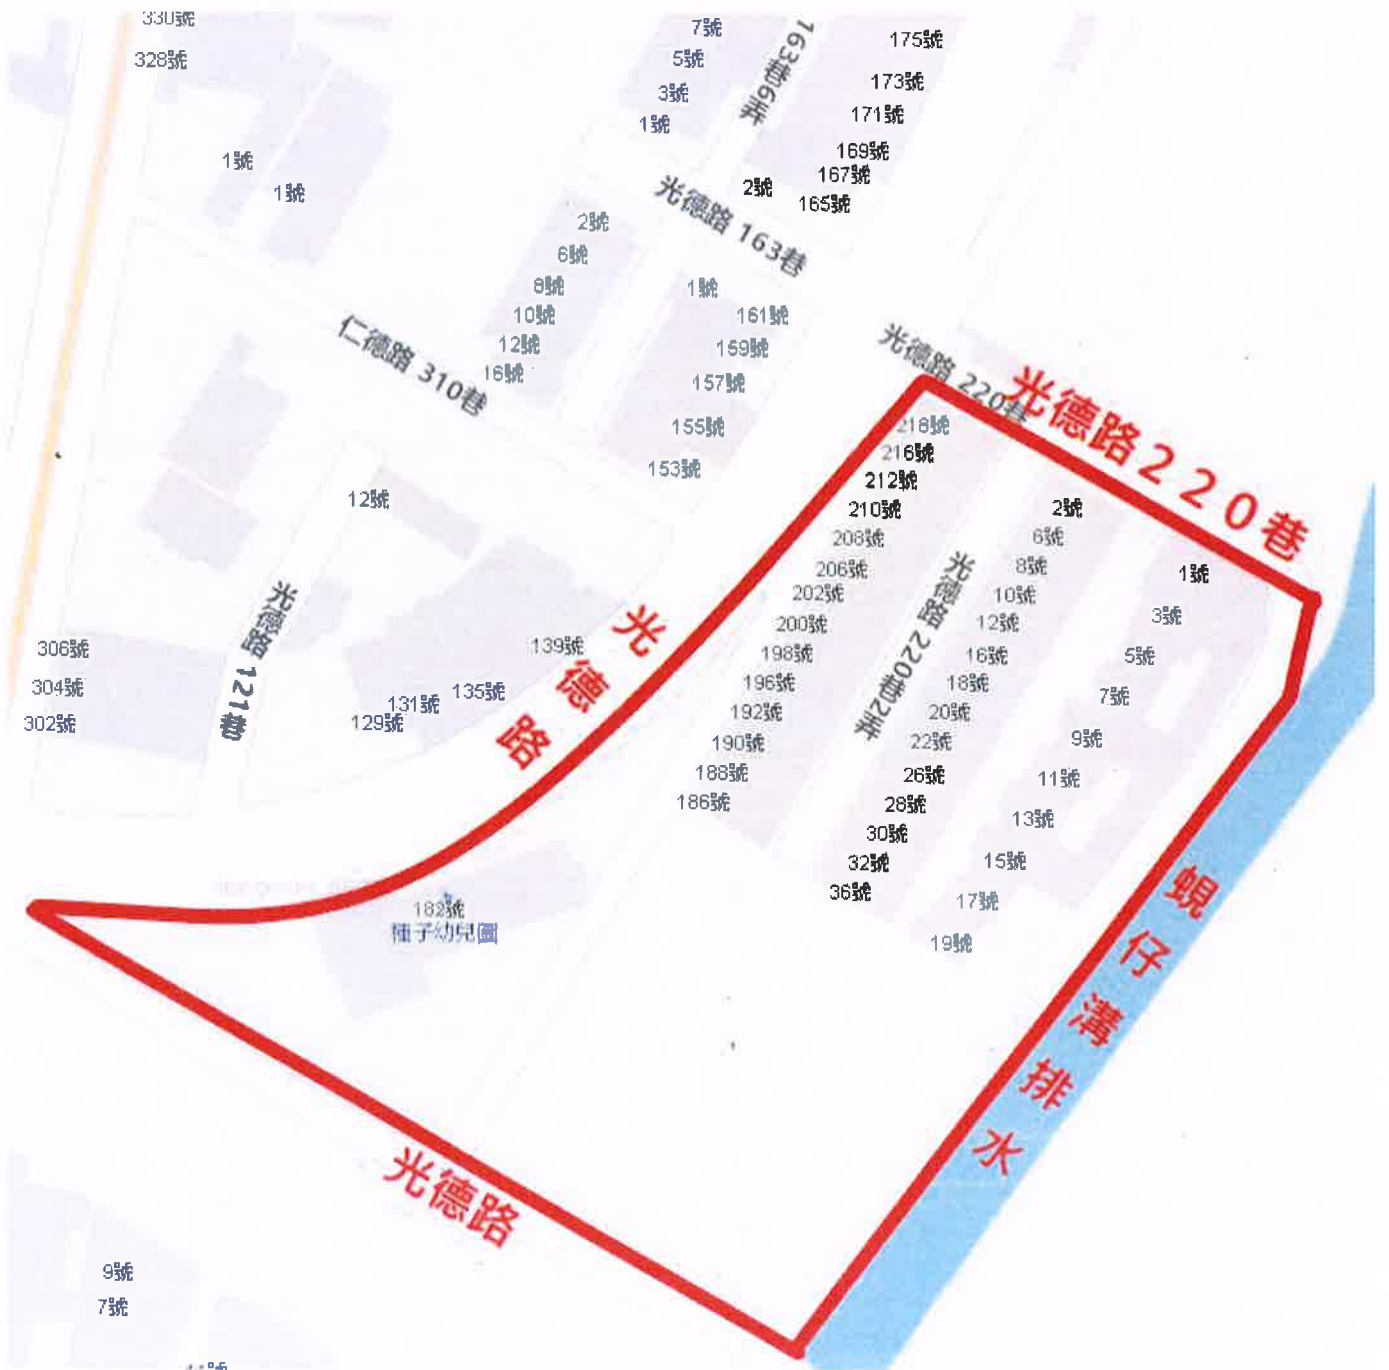 330號
328號
1號
1號
7號
5號
3號
1號
163巷6弄
175號
173號
171號
169號
167號
165號
2號
光德路 163巷
2號
6號
8號
10號
12號
16號
仁德路 310巷
1號
161號
159號
157號
155號
153號
光德路 220巷
光德路220巷
218號
216號
212號
210號
208號
206號
202號
200號
198號
196號
192號
190號
188號
186號
光德路 220巷2弄
2號
6號
8號
10號
12號
16號
18號
20號
22號
26號
28號
30號
32號
36號
1號
3號
5號
7號
9號
11號
13號
15號
17號
19號
12號
光德路 121巷
306號
304號
302號
139號
135號
131號
129號
光德路
182號
種子幼兒園
蜆仔溝排水
光德路
9號
7號